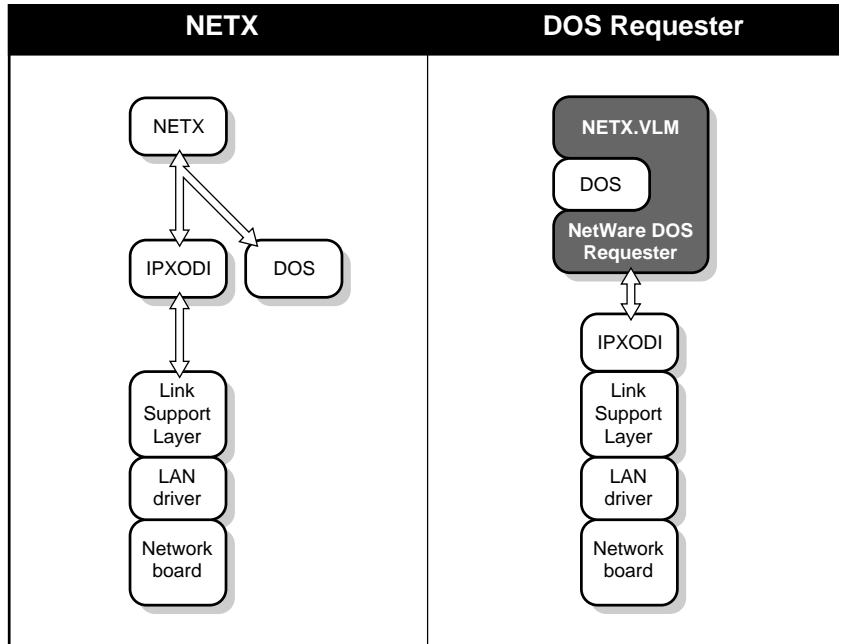 NETX
DOS Requester
NETX
IPXODI
DOS
Link
Support
Layer
LAN
driver
Network
board
NETX.VLM
DOS
NetWare DOS
Requester
IPXODI
Link
Support
Layer
LAN
driver
Network
board